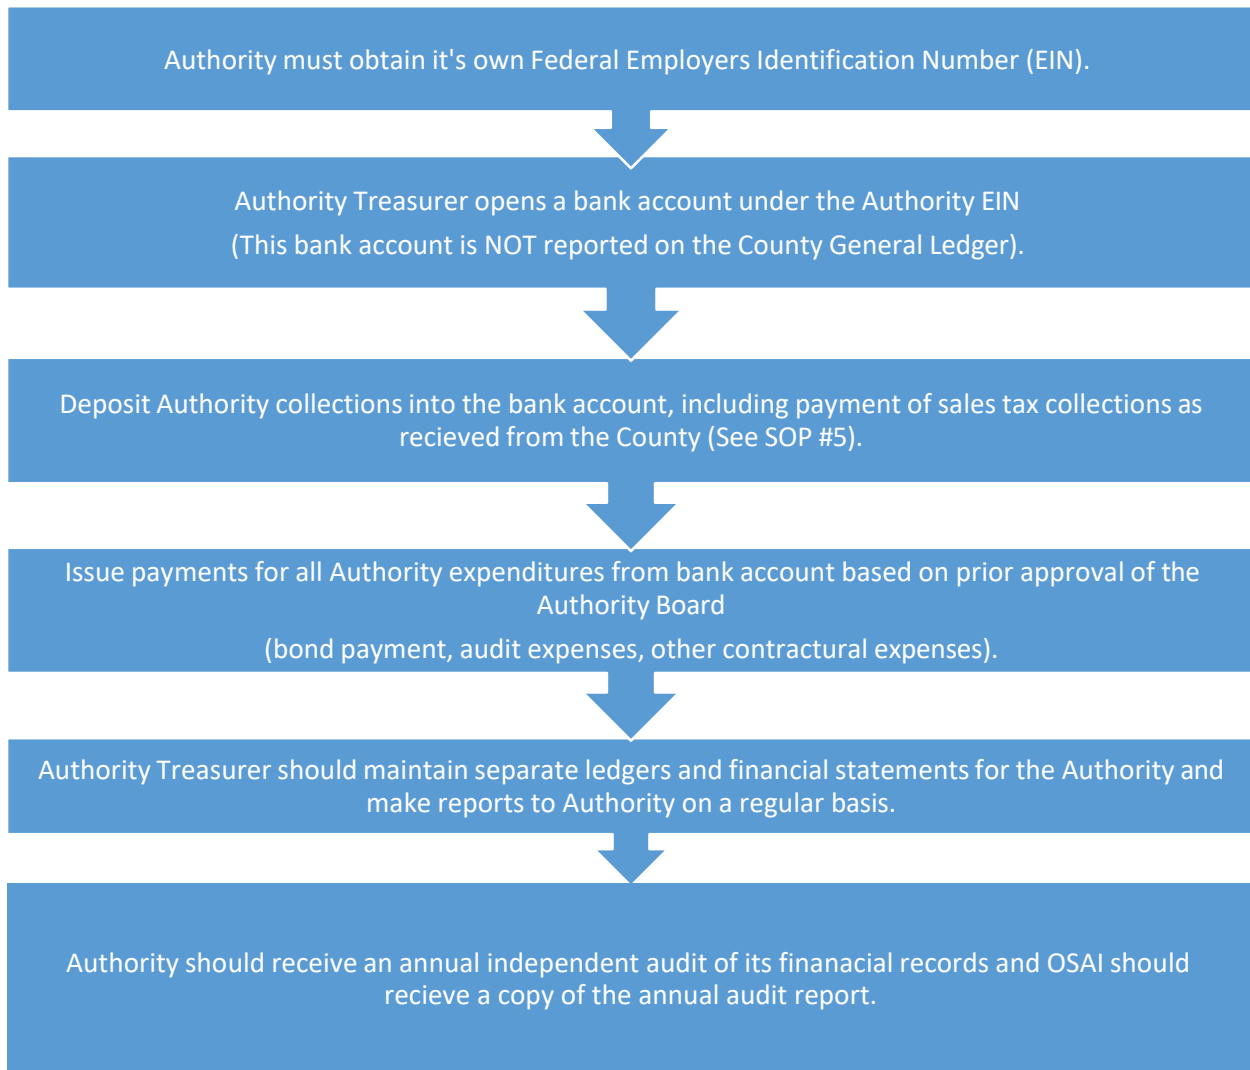 Authority must obtain it's own Federal Employers Identification Number (EIN).
Authority Treasurer opens a bank account under the Authority EIN
(This bank account is NOT reported on the County General Ledger).
Deposit Authority collections into the bank account, including payment of sales tax collections as
recieved from the County (See SOP #5).
Issue payments for all Authority expenditures from bank account based on prior approval of the
Authority Board
(bond payment, audit expenses, other contractural expenses).
Authority Treasurer should maintain separate ledgers and financial statements for the Authority and
make reports to Authority on a regular basis.
Authority should receive an annual independent audit of its finanacial records and OSAI should
recieve a copy of the annual audit report.